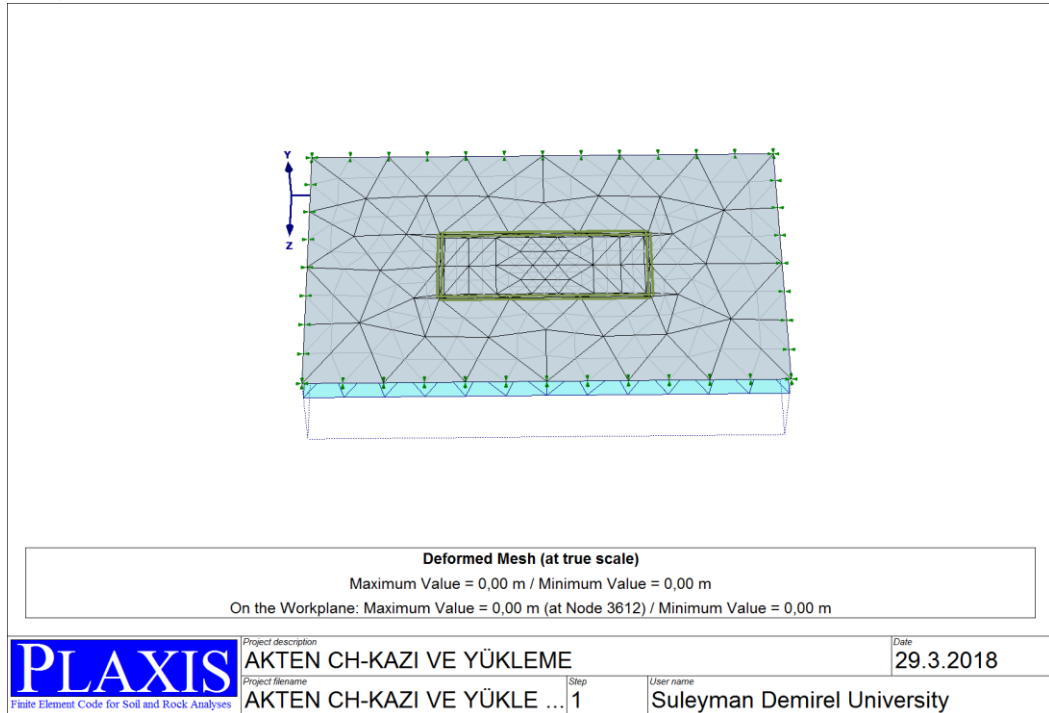 Y
Z
Deformed Mesh (at true scale)
Maximum Value = 0,00 m / Minimum Value = 0,00 m
On the Workplane: Maximum Value = 0,00 m (at Node 3612) / Minimum Value = 0,00 m
PLAXIS
Finite Element Code for Soil and Rock Analyses
Project description
AKTEN CH-KAZI VE YÜKLEME
Date
29.3.2018
Project filename
AKTEN CH-KAZI VE YÜKLE ...
Step
1
User name
Suleyman Demirel University